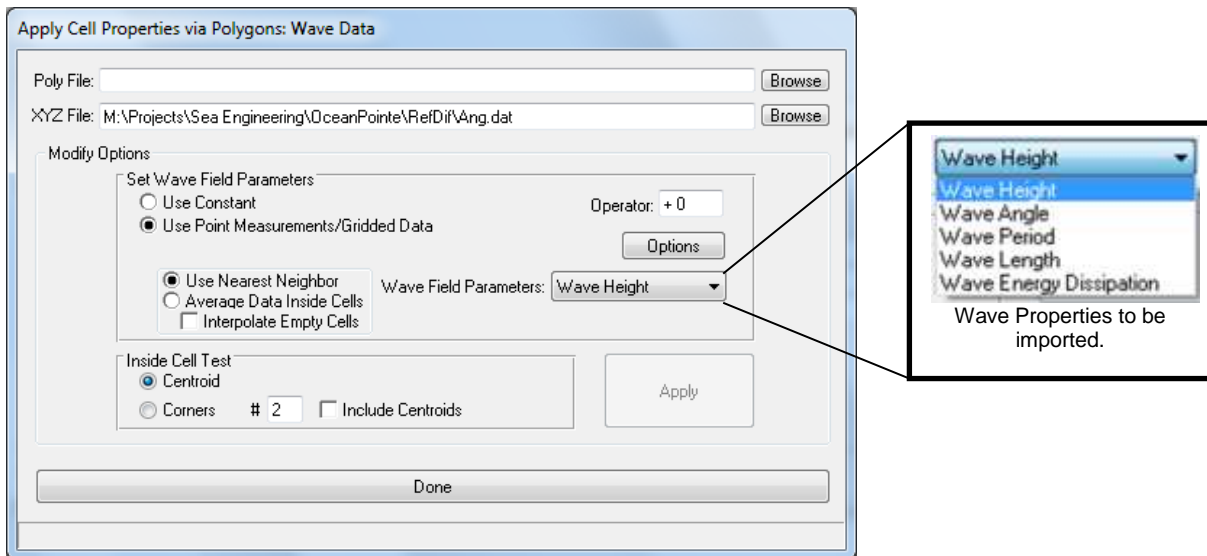 Apply Cell Properties via Polygons: Wave Data
Poly File: Browse
XYZ File: M:\Projects\Sea Engineering\OceanPointe\RefDif\Ang.dat Browse
Modify Options
Set Wave Field Parameters
Use Constant Operator: + 0
Use Point Measurements/Gridded Data
Options
Use Nearest Neighbor Wave Field Parameters: Wave Height
Average Data Inside Cells
Interpolate Empty Cells
Inside Cell Test
Centroid
Corners # 2 Include Centroids
Apply
Done
Wave Height
Wave Height
Wave Angle
Wave Period
Wave Length
Wave Energy Dissipation
Wave Properties to be
imported.